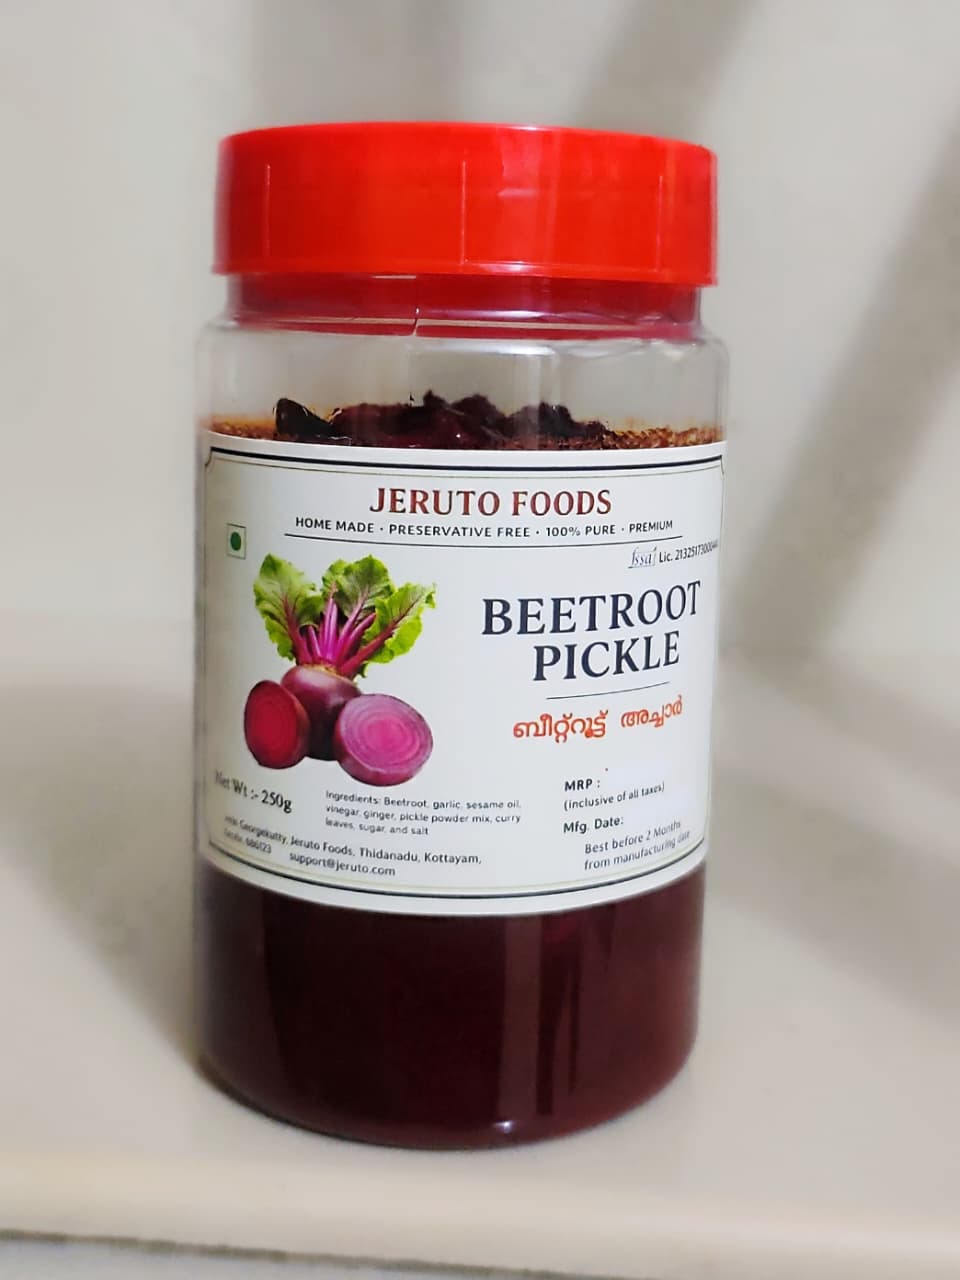 JERUTO FOODS
HOME MADE · PRESERVATIVE FREE · 100% PURE · PREMIUM
fssai Lic.
BEETROOT
PICKLE
ബീറ്റ്റൂട്ട് അച്ചാർ
Net Wt :- 250g
Ingredients: Beetroot, garlic, sesame oil,
vinegar, ginger, pickle powder mix, curry
leaves, sugar, and salt
Georgekutty, Jeruto Foods, Thidanadu, Kottayam,
686123
support@jeruto.com
MRP :
(inclusive of all taxes)
Mfg. Date:
Best before 2 Months
from manufacturing date